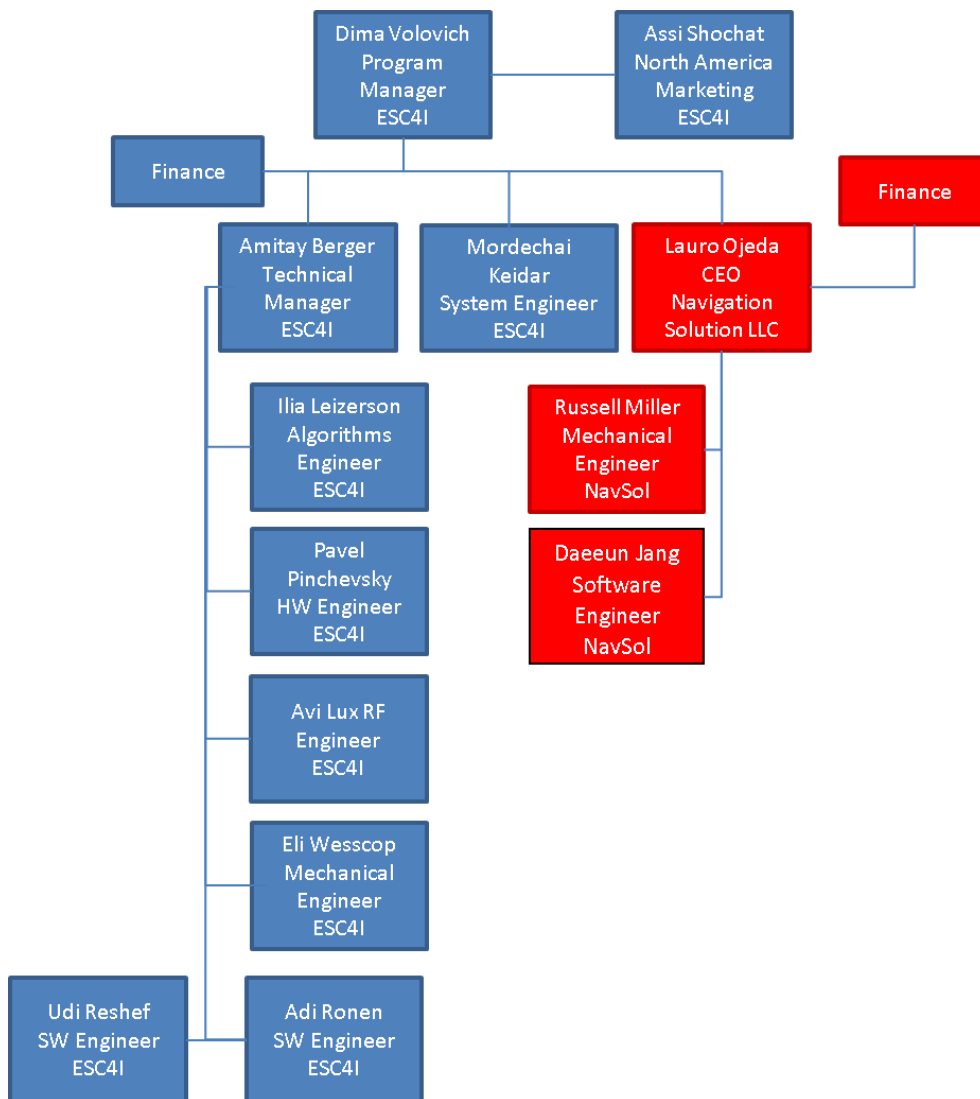 Dima Volovich
Program
Manager
ESC4I
Assi Shochat
North America
Marketing
ESC4I
Finance
Finance
Amitay Berger
Technical
Manager
ESC4I
Mordechai
Keidar
System Engineer
ESC4I
Lauro Ojeda
CEO
Navigation
Solution LLC
Ilia Leizerson
Algorithms
Engineer
ESC4I
Russell Miller
Mechanical
Engineer
NavSol
Pavel
Pinchevsky
HW Engineer
ESC4I
Daeeun Jang
Software
Engineer
NavSol
Avi Lux RF
Engineer
ESC4I
Eli Wesscop
Mechanical
Engineer
ESC4I
Udi Reshef
SW Engineer
ESC4I
Adi Ronen
SW Engineer
ESC4I